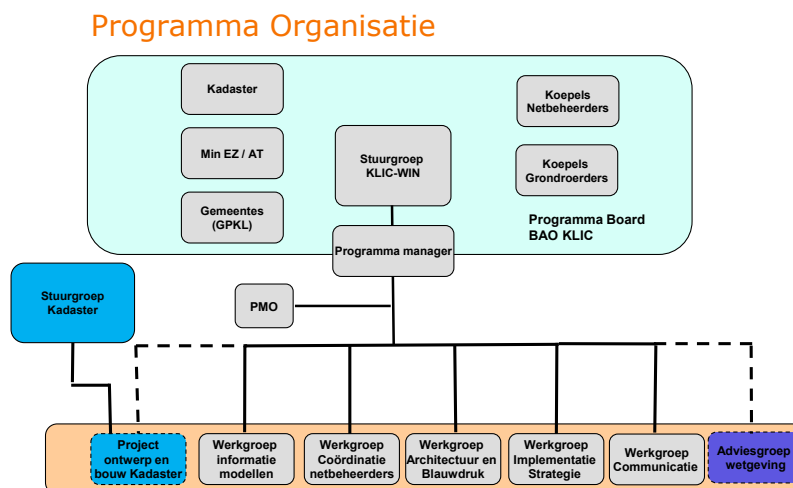 Programma Organisatie
Kadaster
Koepels
Netbeheerders
Min EZ / AT
Stuurgroep
KLIC-WIN
Koepels
Grondroerders
Gemeentes
(GPKL)
Programma Board
BAO KLIC
Programma manager
Stuurgroep
Kadaster
PMO
Project
ontwerp en
bouw Kadaster
Werkgroep
informatie
modellen
Werkgroep
Coördinatie
netbeheerders
Werkgroep
Architectuur en
Blauwdruk
Werkgroep
Implementatie
Strategie
Werkgroep
Communicatie
Adviesgroep
wetgeving